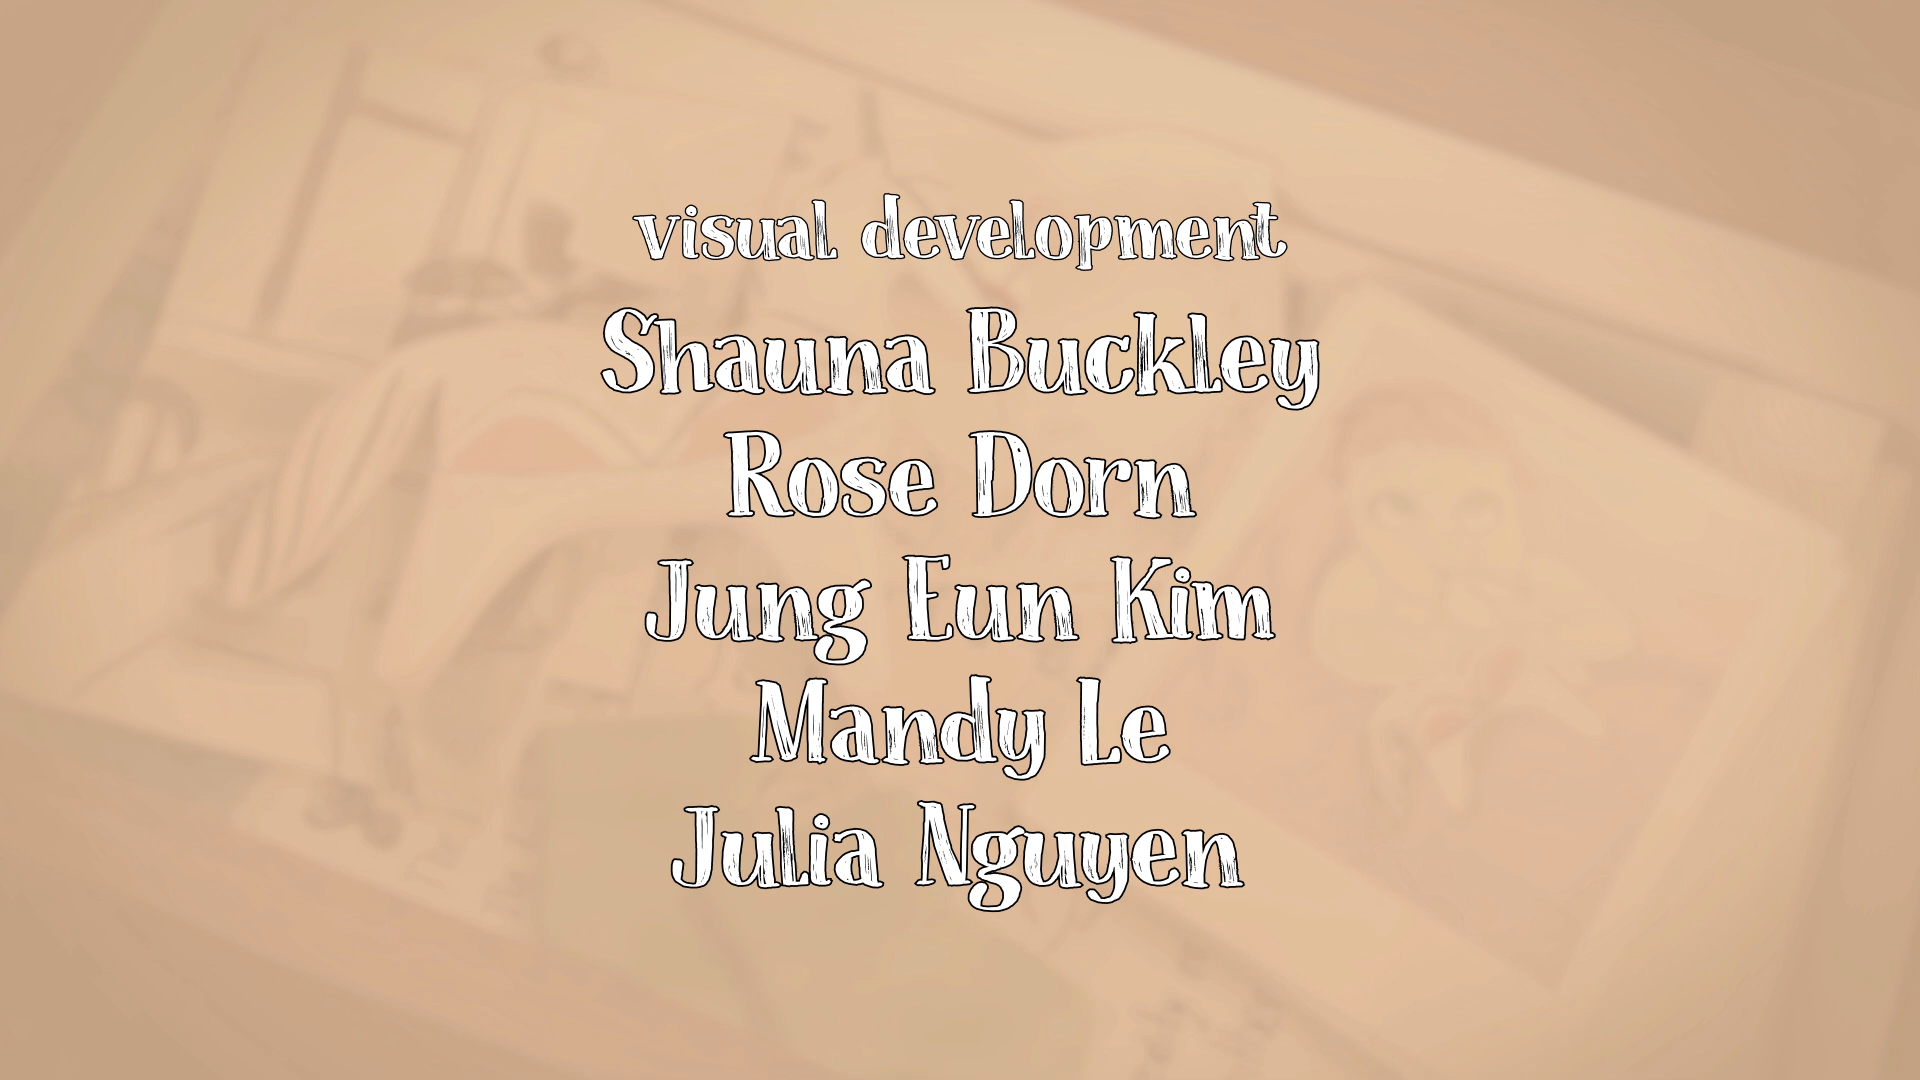 visual development
Shauna Buckley
Rose Dorn
Jung Eun Kim
Mandy Le
Julia Nguyen